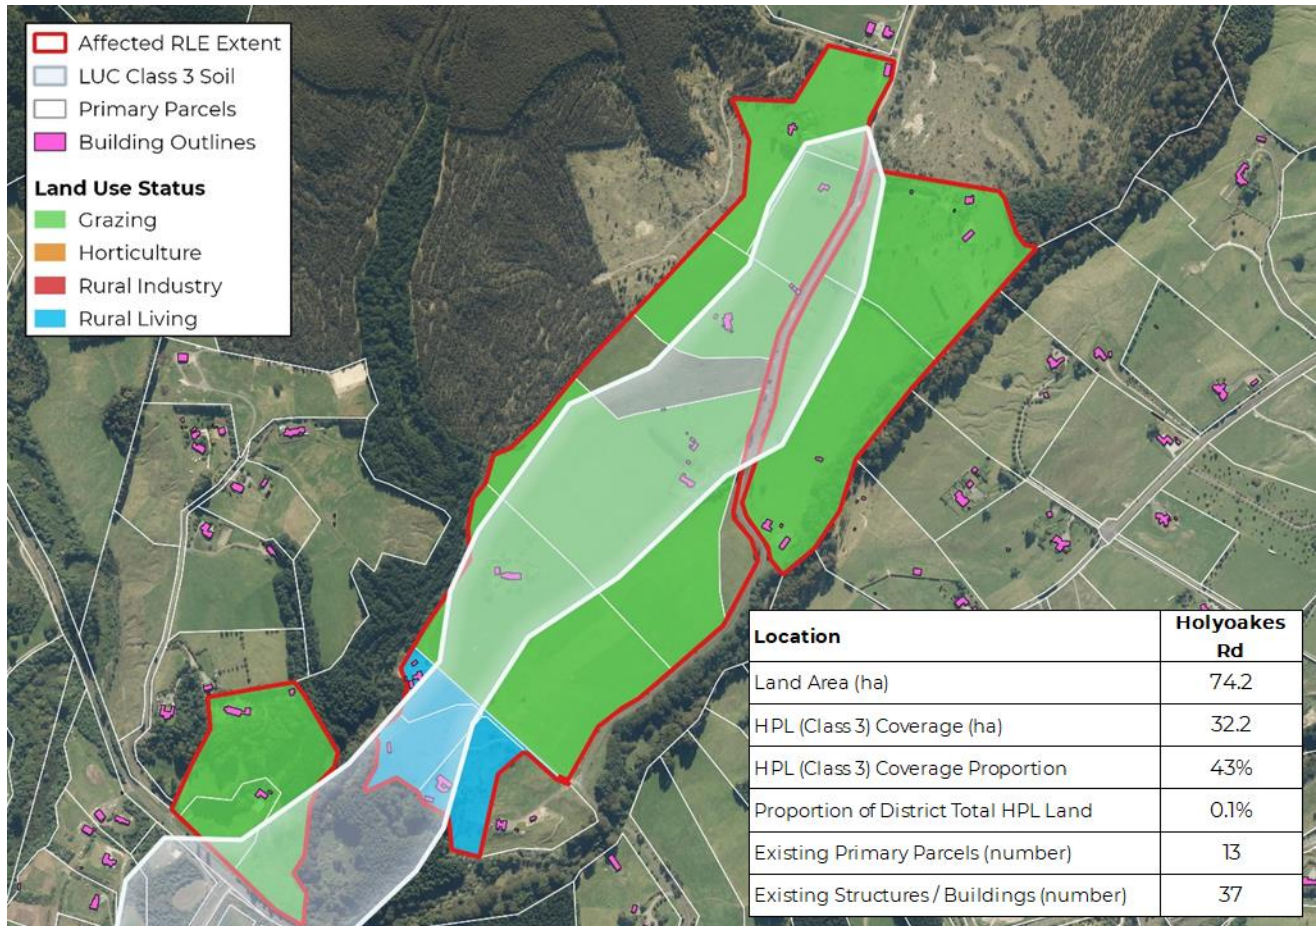 Affected RLE Extent
LUC Class 3 Soil
Primary Parcels
Building Outlines
Land Use Status
Grazing
Horticulture
Rural Industry
Rural Living
Location Holyoakes
Rd
Land Area (ha) 74.2
HPL (Class 3) Coverage (ha) 32.2
HPL (Class 3) Coverage Proportion 43%
Proportion of District Total HPL Land 0.1%
Existing Primary Parcels (number) 13
Existing Structures / Buildings (number) 37